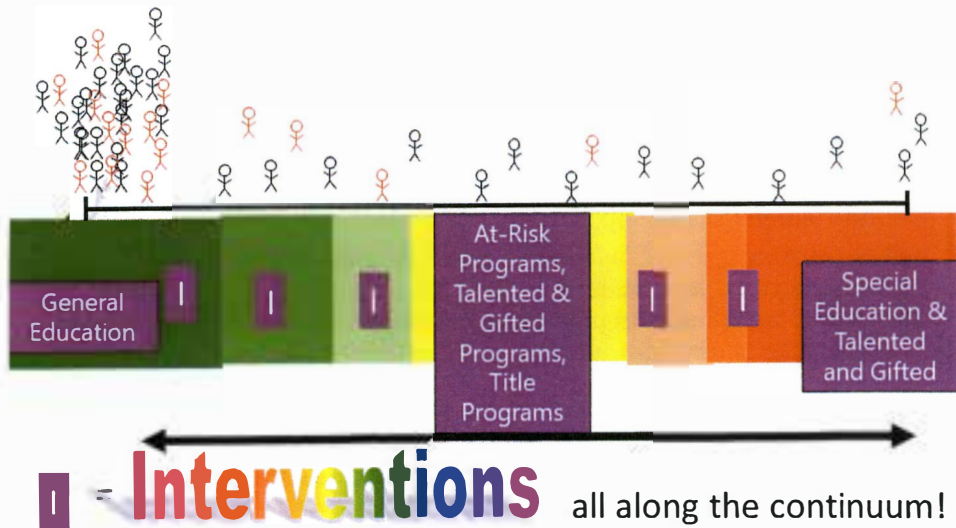 General
Education
I
I
I
At-Risk
Programs,
Talented &
Gifted
Programs,
Title
Programs
I
I
Special
Education &
Talented
and Gifted
I = Interventions all along the continuum!